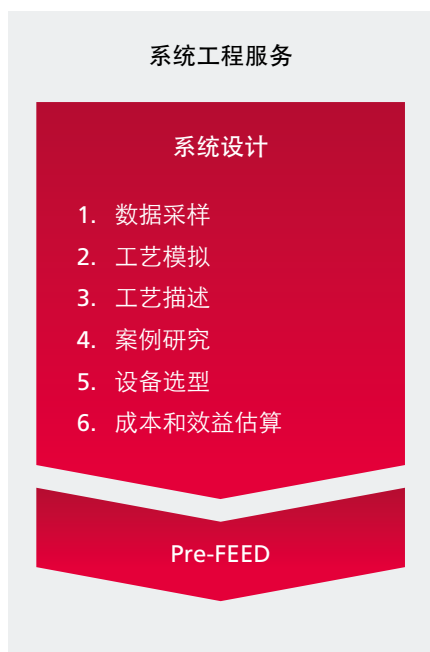 系统工程服务
系统设计
1. 数据采样
2. 工艺模拟
3. 工艺描述
4. 案例研究
5. 设备选型
6. 成本和效益估算
Pre-FEED